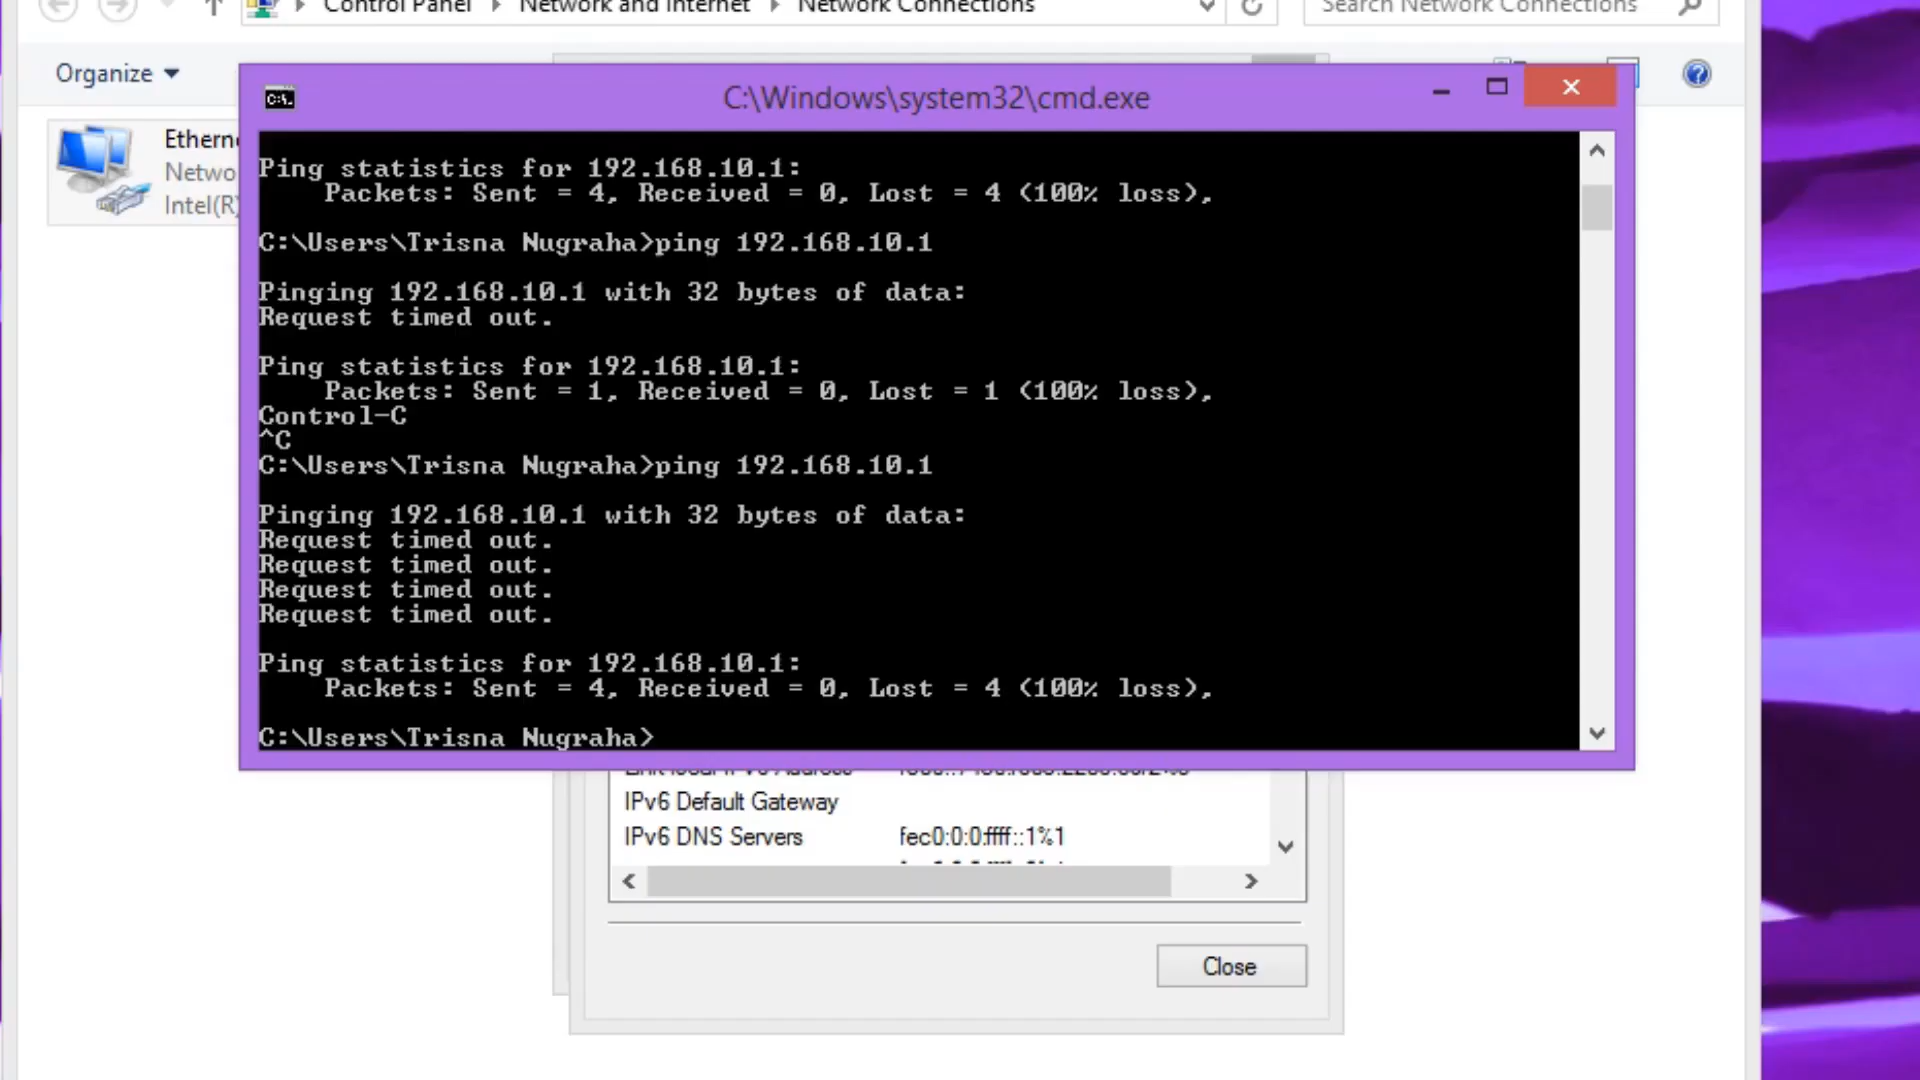 Control Panel Network and Internet Network Connections Search Network Connections
Organize
C:\Windows\system32\cmd.exe
Ethern
Netwo
Intel(R)
Ping statistics for 192.168.10.1:
Packets: Sent = 4, Received = 0, Lost = 4 (100% loss),
C:\Users\Trisna Nugraha>ping 192.168.10.1
Pinging 192.168.10.1 with 32 bytes of data:
Request timed out.
Ping statistics for 192.168.10.1:
Packets: Sent = 1, Received = 0, Lost = 1 (100% loss),
Control-C
^C
C:\Users\Trisna Nugraha>ping 192.168.10.1
Pinging 192.168.10.1 with 32 bytes of data:
Request timed out.
Request timed out.
Request timed out.
Request timed out.
Ping statistics for 192.168.10.1:
Packets: Sent = 4, Received = 0, Lost = 4 (100% loss),
C:\Users\Trisna Nugraha>
IPv6 Default Gateway
IPv6 DNS Servers fec0:0:0:ffff::1%1
Close